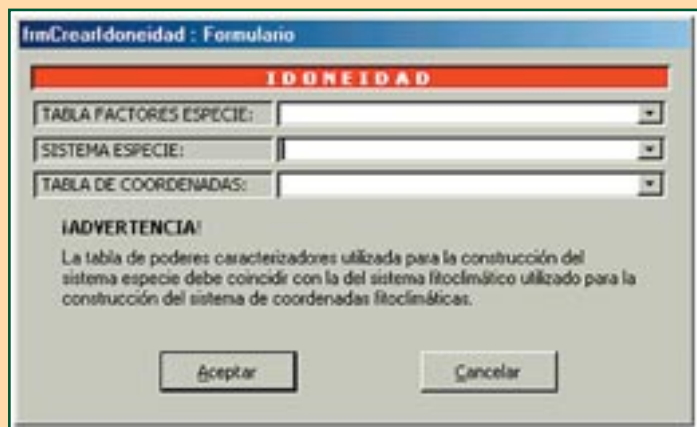 frmCrearIdoneidad : Formulario
IDONEIDAD
TABLA FACTORES ESPECIE:
SISTEMA ESPECIE:
TABLA DE COORDENADAS:
¡ADVERTENCIA!
La tabla de poderes caracterizadores utilizada para la construcción del
sistema especie debe coincidir con la del sistema fitoclimático utilizado para la
construcción del sistema de coordenadas fitoclimáticas.
Aceptar
Cancelar